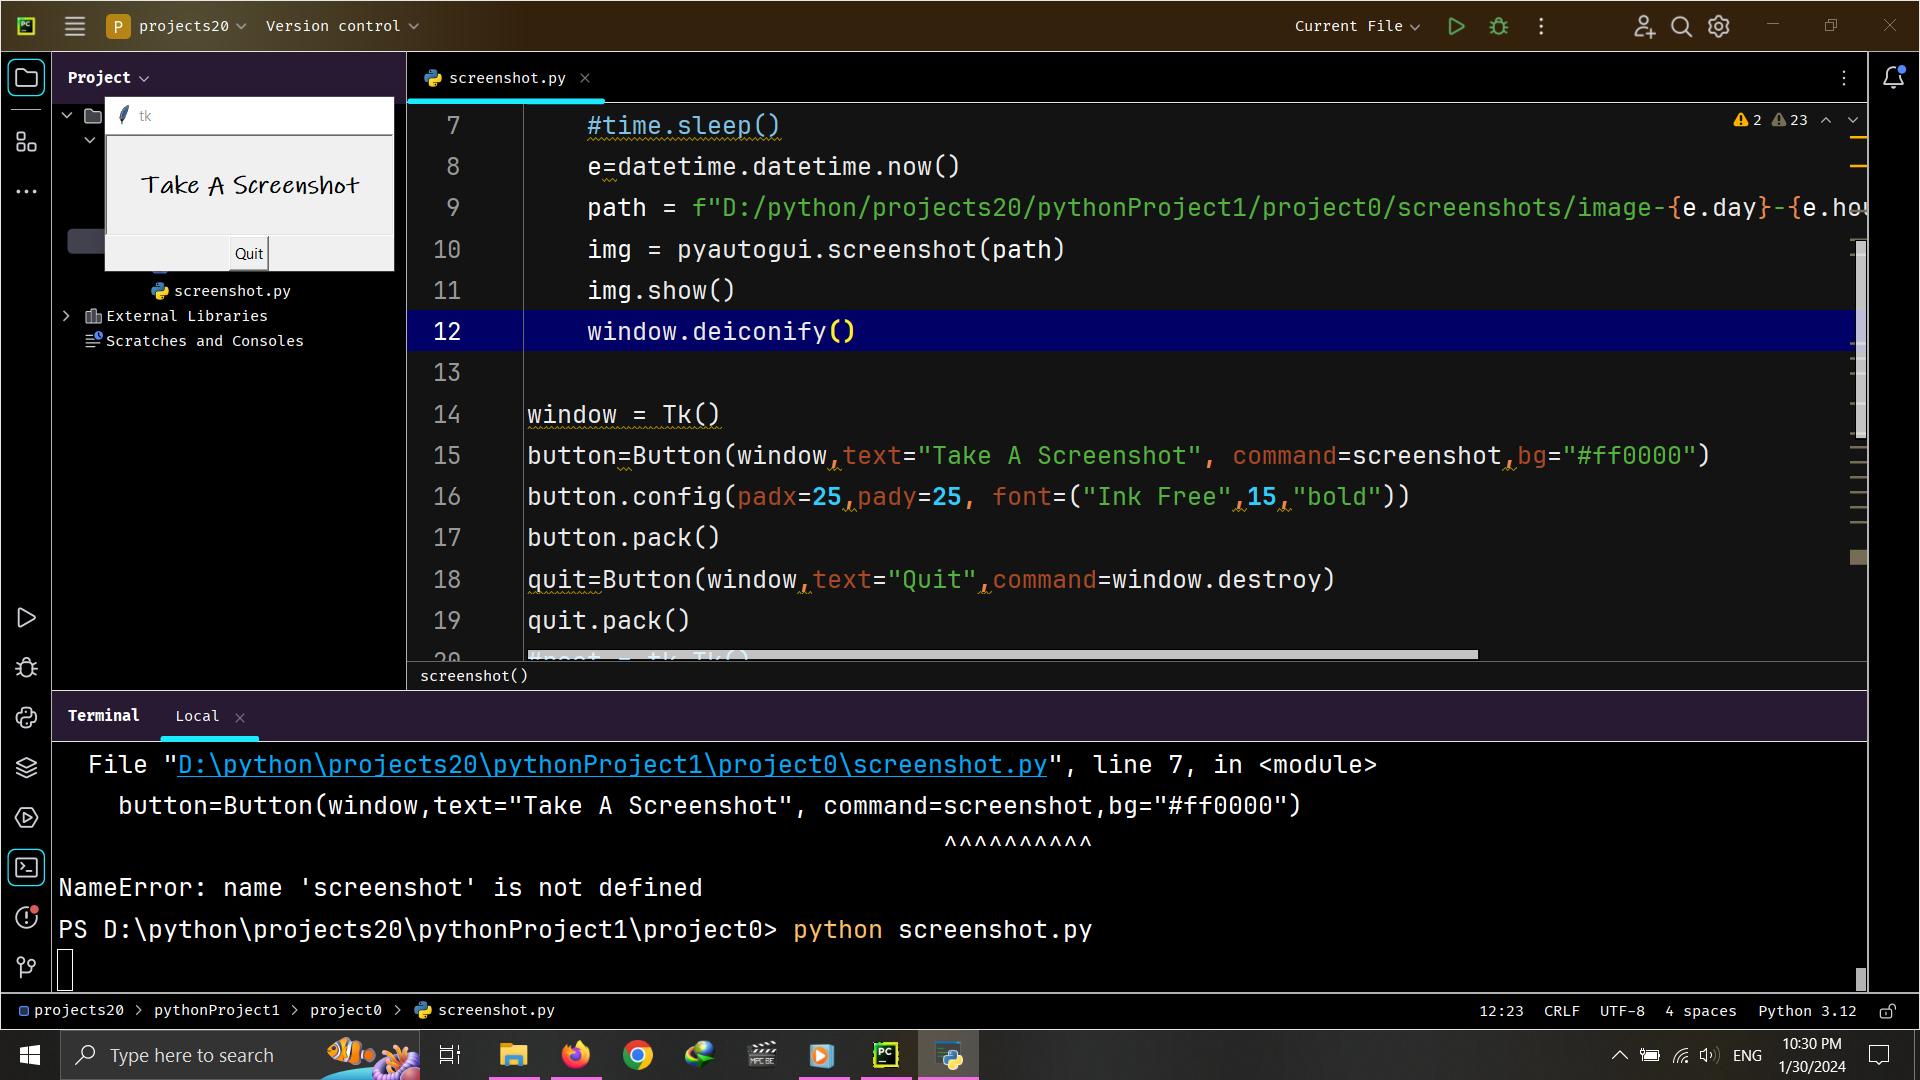 PC
P projects20
Version control
Current File
Project
screenshot.py
tk
Take A Screenshot
Quit
screenshot.py
External Libraries
Scratches and Consoles
2 23
7 #time.sleep()
8 e=datetime.datetime.now()
9 path = f"D:/python/projects20/pythonProject1/project0/screenshots/image-{e.day}-{e.hou
10 img = pyautogui.screenshot(path)
11 img.show()
12 window.deiconify()
13
14 window = Tk()
15 button=Button(window,text="Take A Screenshot", command=screenshot,bg="#ff0000")
16 button.config(padx=25,pady=25, font=("Ink Free",15,"bold"))
17 button.pack()
18 quit=Button(window,text="Quit",command=window.destroy)
19 quit.pack()
20 #root = tk.Tk()
screenshot()
Terminal
Local
File "D:\python\projects20\pythonProject1\project0\screenshot.py", line 7, in <module>
button=Button(window,text="Take A Screenshot", command=screenshot,bg="#ff0000")
^^^^^^^^^^
NameError: name 'screenshot' is not defined
PS D:\python\projects20\pythonProject1\project0> python screenshot.py
projects20 > pythonProject1 > project0 > screenshot.py
12:23 CRLF UTF-8 4 spaces Python 3.12
Type here to search
MPC BE
PC
ENG
10:30 PM
1/30/2024